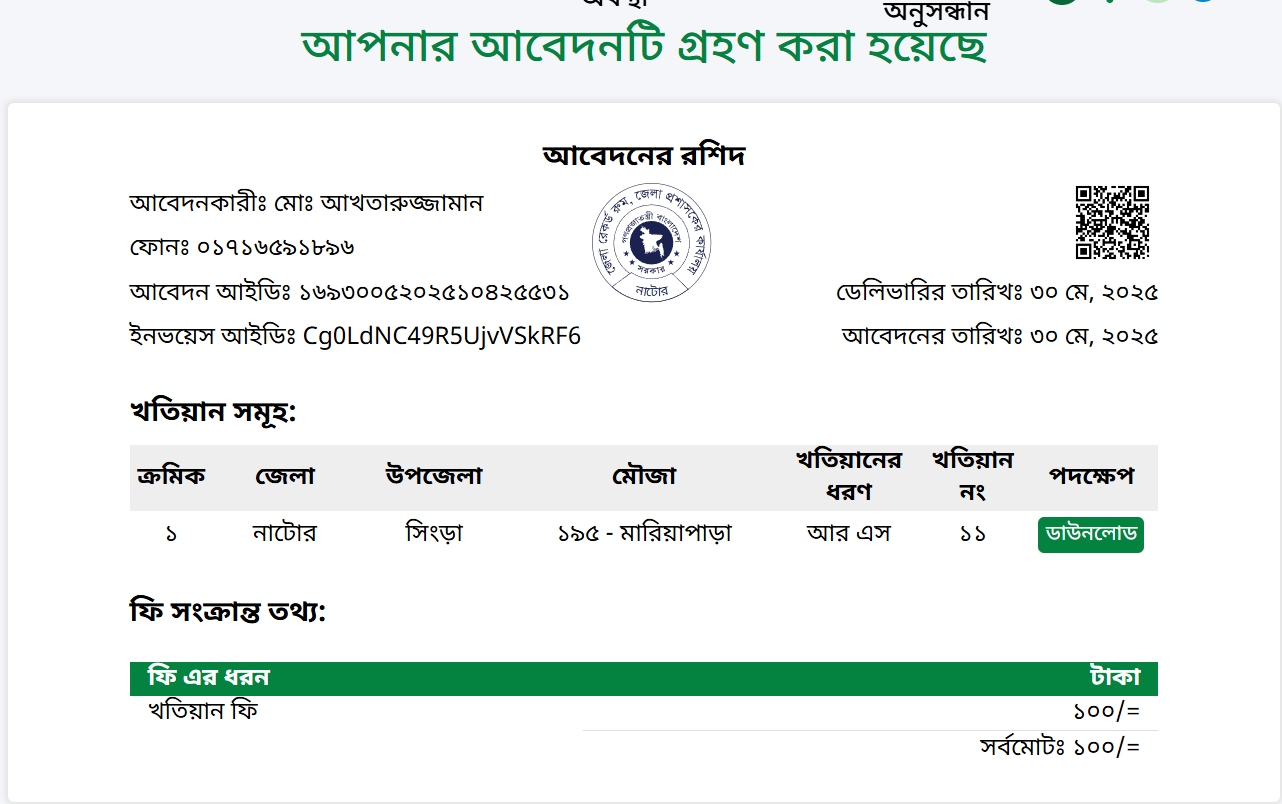 অনুসন্ধান
আপনার আবেদনটি গ্রহণ করা হয়েছে
আবেদনের রশিদ
আবেদনকারীঃ মোঃ আখতারুজ্জামান
ফোনঃ ০১৭১৬৫৯১৮৯৬
আবেদন আইডিঃ ১৬৯৩০০৫২০২৫১০৪২৫৫৩১
ইনভয়েস আইডিঃ Cg0LdNC49R5UjvVSkRF6
জেলা রেকর্ড রুম, জেলা প্রশাসকের কার্যালয়
গণপ্রজাতন্ত্রী বাংলাদেশ
সরকার
নাটোর
ডেলিভারির তারিখঃ ৩০ মে, ২০২৫
আবেদনের তারিখঃ ৩০ মে, ২০২৫
খতিয়ান সমূহ:
ক্রমিক জেলা উপজেলা মৌজা খতিয়ানের ধরণ খতিয়ান নং পদক্ষেপ
১ নাটোর সিংড়া ১৯৫ - মারিয়াপাড়া আর এস ১১ ডাউনলোড
ফি সংক্রান্ত তথ্য:
ফি এর ধরন টাকা
খতিয়ান ফি ১০০/=
সর্বমোটঃ ১০০/=